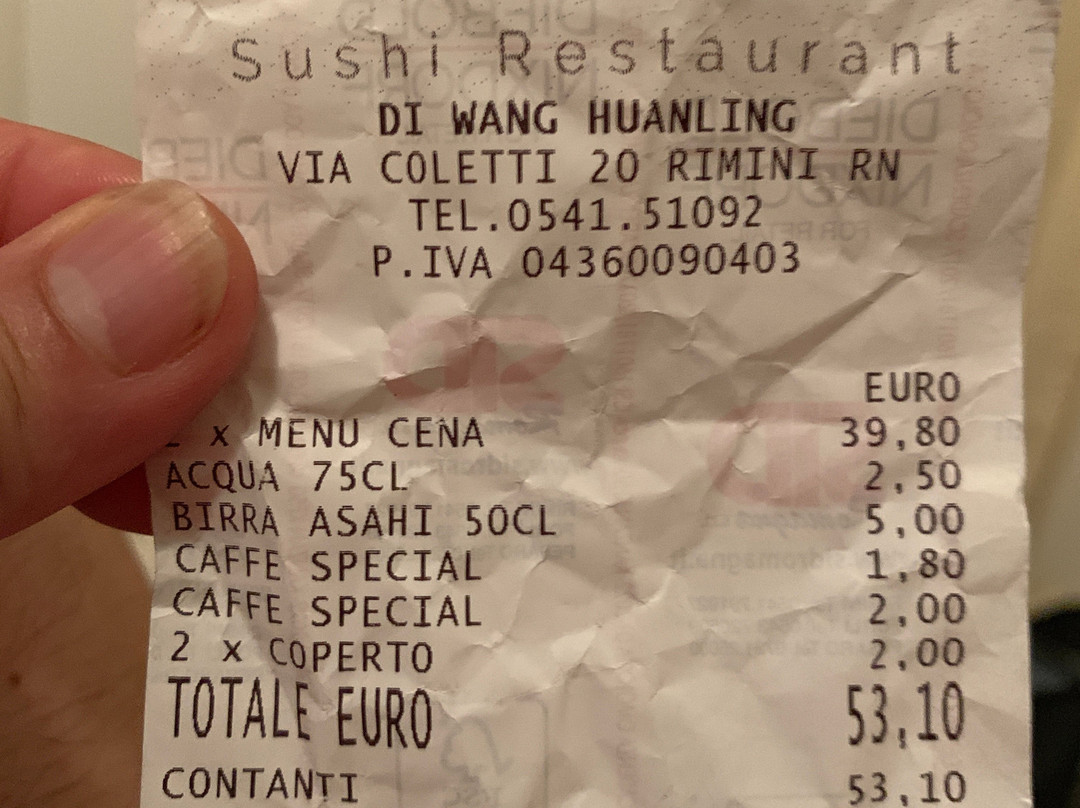 Sushi Restaurant
DI WANG HUANLING
VIA COLETTI 20 RIMINI RN
TEL.0541.51092
P.IVA 04360090403
EURO
x MENU CENA 39,80
ACQUA 75CL 2,50
BIRRA ASAHI 50CL 5,00
CAFFE SPECIAL 1,80
CAFFE SPECIAL 2,00
2 x COPERTO 2,00
TOTALE EURO 53,10
CONTANTI 53,10